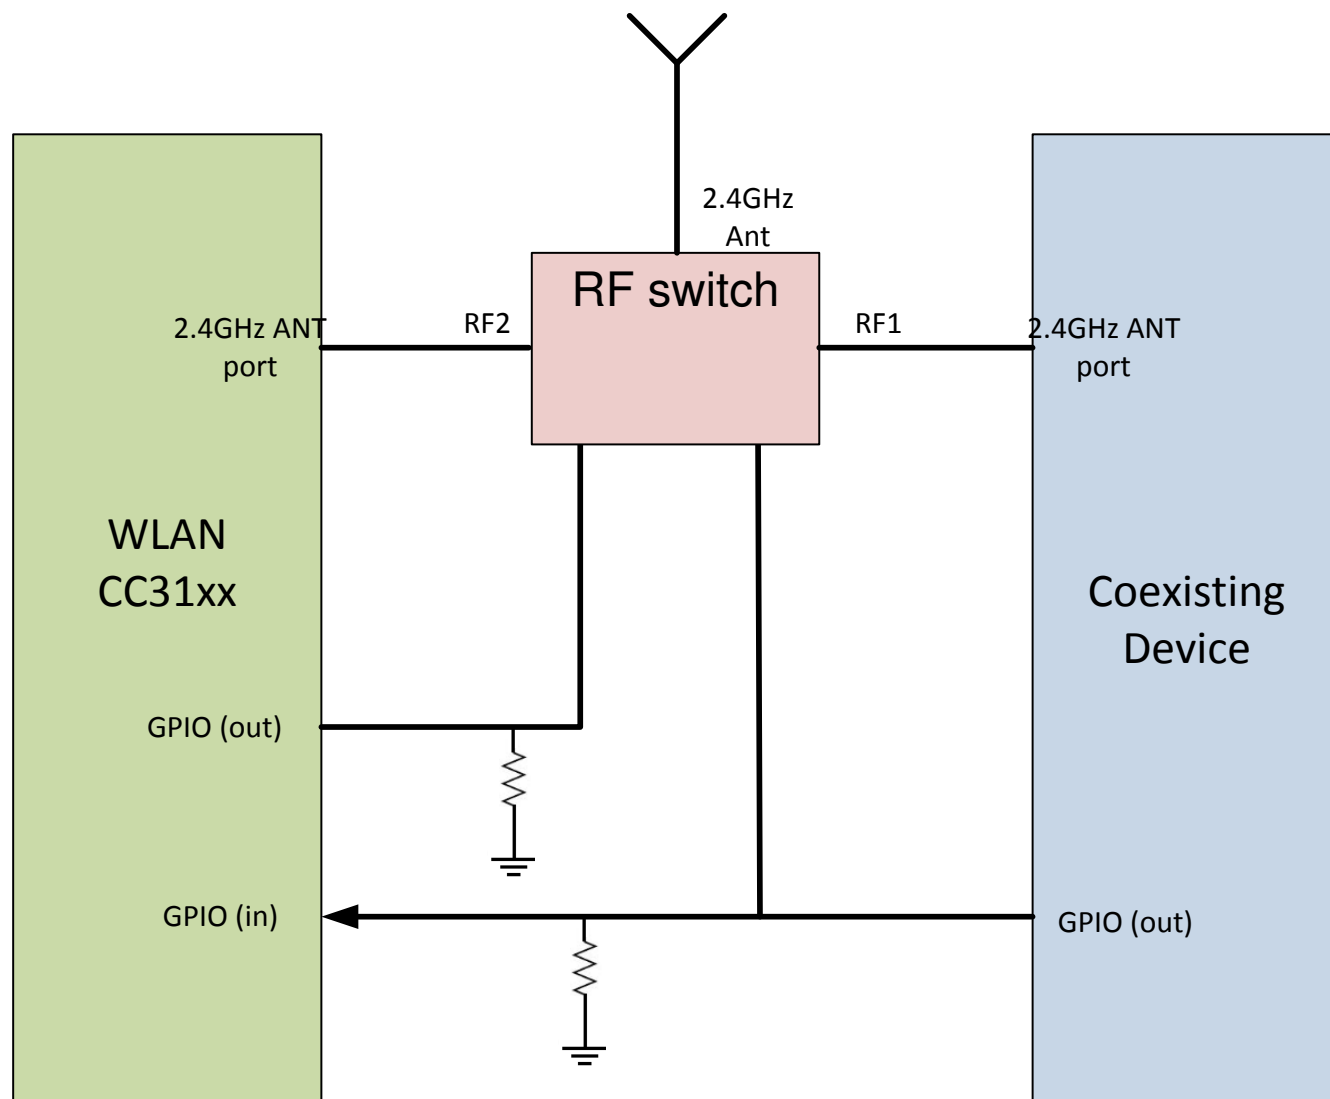 2.4GHz
Ant
RF switch
2.4GHz ANT
port
RF2
RF1
2.4GHz ANT
port
WLAN
CC31xx
Coexisting
Device
GPIO (out)
GPIO (in)
GPIO (out)